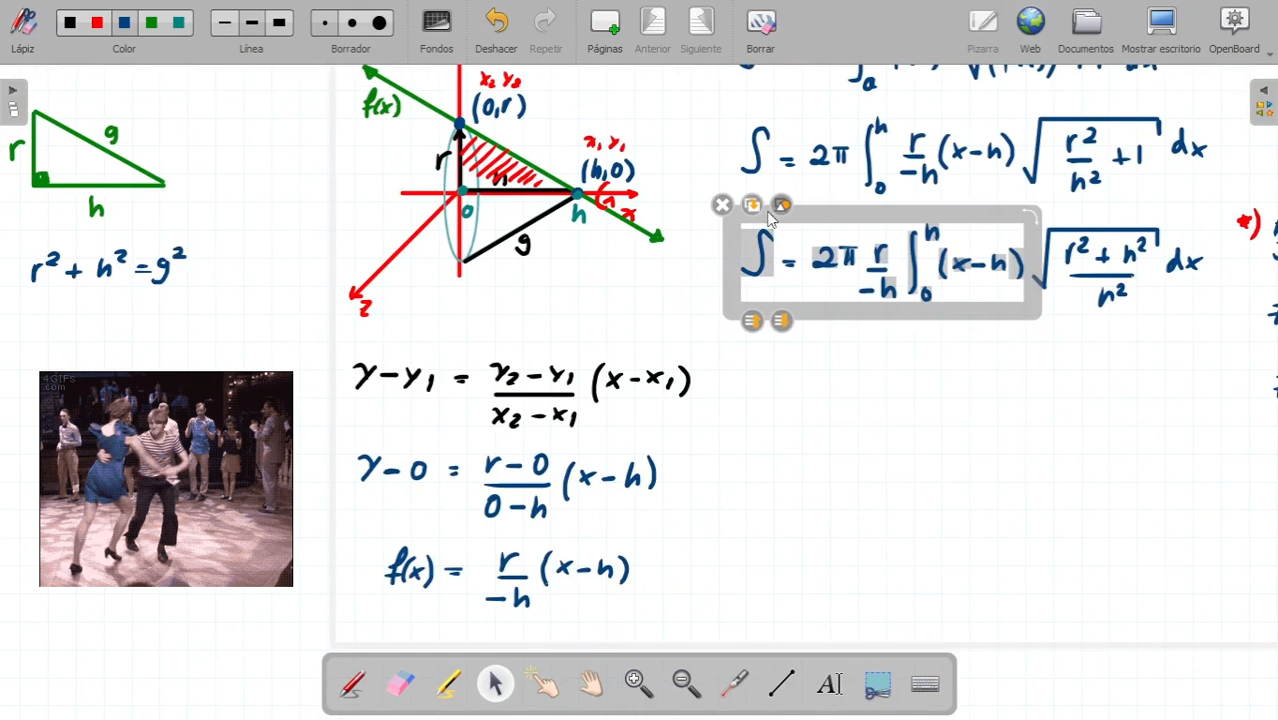 Lápiz Color Línea Borrador Fondos Deshacer Repetir Páginas Anterior Siguiente Borrar Pizarra Web Documentos Mostrar escritorio OpenBoard
r g h
r² + h² = g²
4GIFs
.com
f(x)
x₂ y₂
(0,r)
x₁ y₁
(h,0)
r
h
0
h
x
g
z
y-y₁ = y₂-y₁/x₂-x₁ (x-x₁)
y-0 = r-0/0-h (x-h)
f(x) = r/-h (x-h)
S = 2π ∫₀ʰ r/-h (x-h) √(r²/h² + 1) dx
S = 2π r/-h ∫₀ʰ (x-h) √((r² + h²)/h²) dx
*)
AI